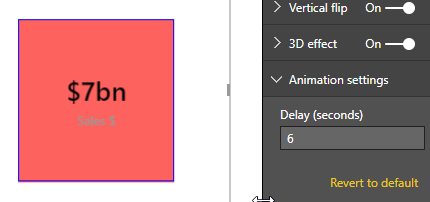 $7bn
Sales $
Vertical flip On
3D effect On
Animation settings
Delay (seconds)
6
Revert to default